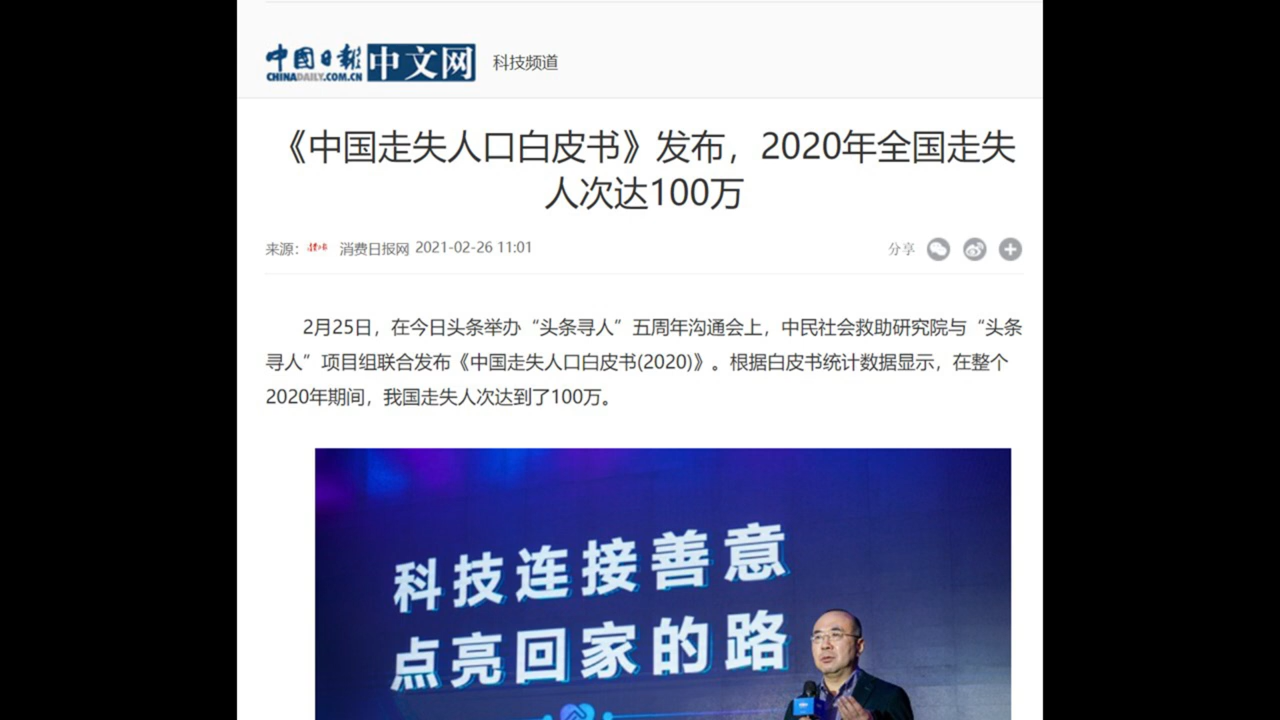 中国日报
CHINADAILY.COM.CN
中文网
科技频道
《中国走失人口白皮书》发布，2020年全国走失
人次达100万
来源：
消费日报网 2021-02-26 11:01
分享
2月25日，在今日头条举办“头条寻人”五周年沟通会上，中民社会救助研究院与“头条
寻人”项目组联合发布《中国走失人口白皮书(2020)》。根据白皮书统计数据显示，在整个
2020年期间，我国走失人次达到了100万。
科技连接善意
点亮回家的路